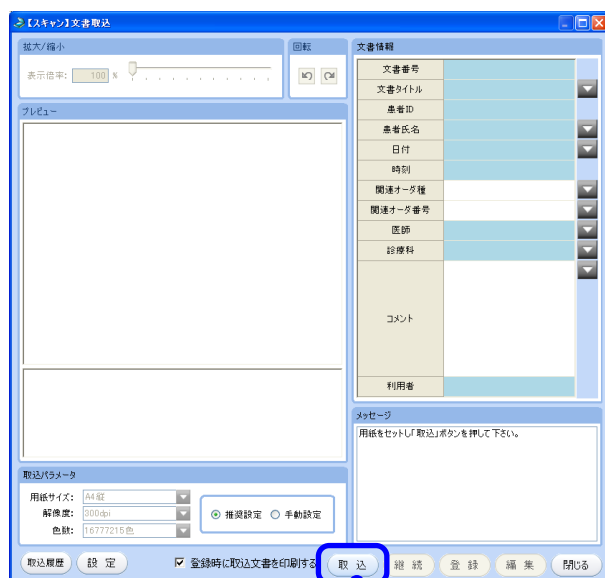 【スキャン】文書取込
拡大/縮小
表示倍率: 100 %
回転
プレビュー
取込パラメータ
用紙サイズ: A4縦
解像度: 300dpi
色数: 16777215色
推奨設定 手動設定
文書情報
文書番号
文書タイトル
患者ID
患者氏名
日付
時刻
関連オーダ種
関連オーダ番号
医師
診療科
コメント
利用者
メッセージ
用紙をセットし「取込」ボタンを押して下さい。
取込履歴 設定 登録時に取込文書を印刷する 取込 継続 登録 編集 閉じる